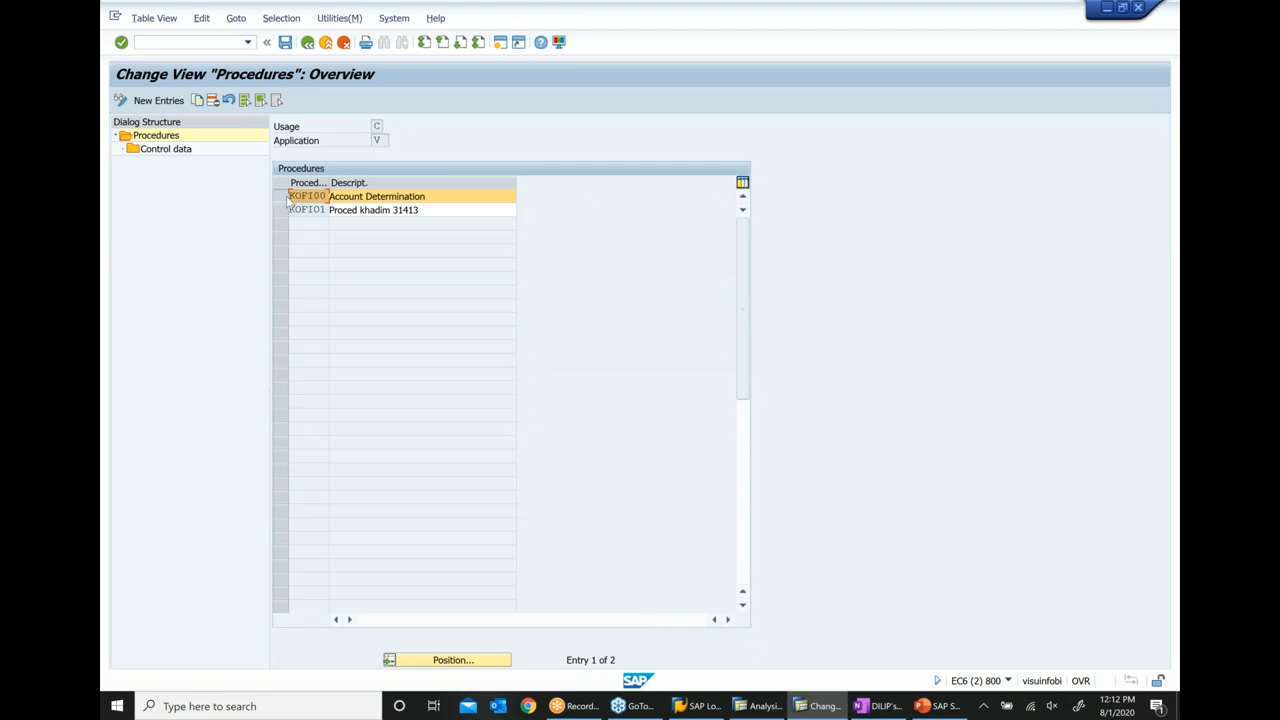 Table View Edit Goto Selection Utilities(M) System Help
Change View "Procedures": Overview
New Entries
Dialog Structure
Procedures
Control data
Usage C
Application V
Procedures
Proced... Descript.
KOFI00 Account Determination
KOFI01 Proced khadim 31413
Position... Entry 1 of 2
SAP
EC6 (2) 800 visuinfobi OVR
Type here to search
Record...
GoTo...
SAP Lo...
Analysi...
Chang...
DILIP's...
SAP S...
12:12 PM
8/1/2020
1